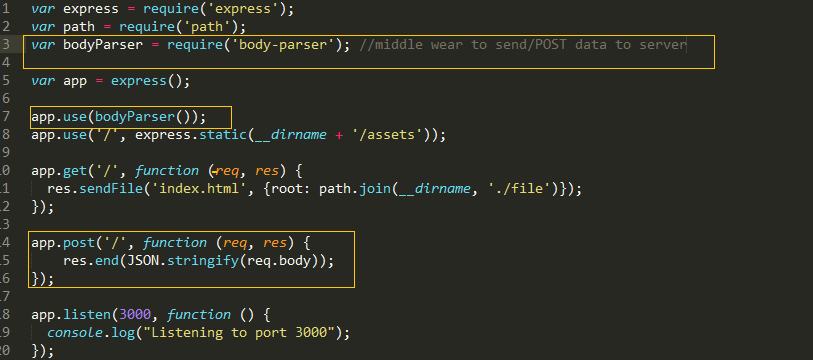 1 var express = require('express');
2 var path = require('path');
3 var bodyParser = require('body-parser'); //middle wear to send/POST data to server
4
5 var app = express();
6
7 app.use(bodyParser());
8 app.use('/', express.static(__dirname + '/assets'));
9
10 app.get('/', function (req, res) {
11 res.sendFile('index.html', {root: path.join(__dirname, './file')});
12 });
13
14 app.post('/', function (req, res) {
15 res.end(JSON.stringify(req.body));
16 });
17
18 app.listen(3000, function () {
19 console.log("Listening to port 3000");
20 });